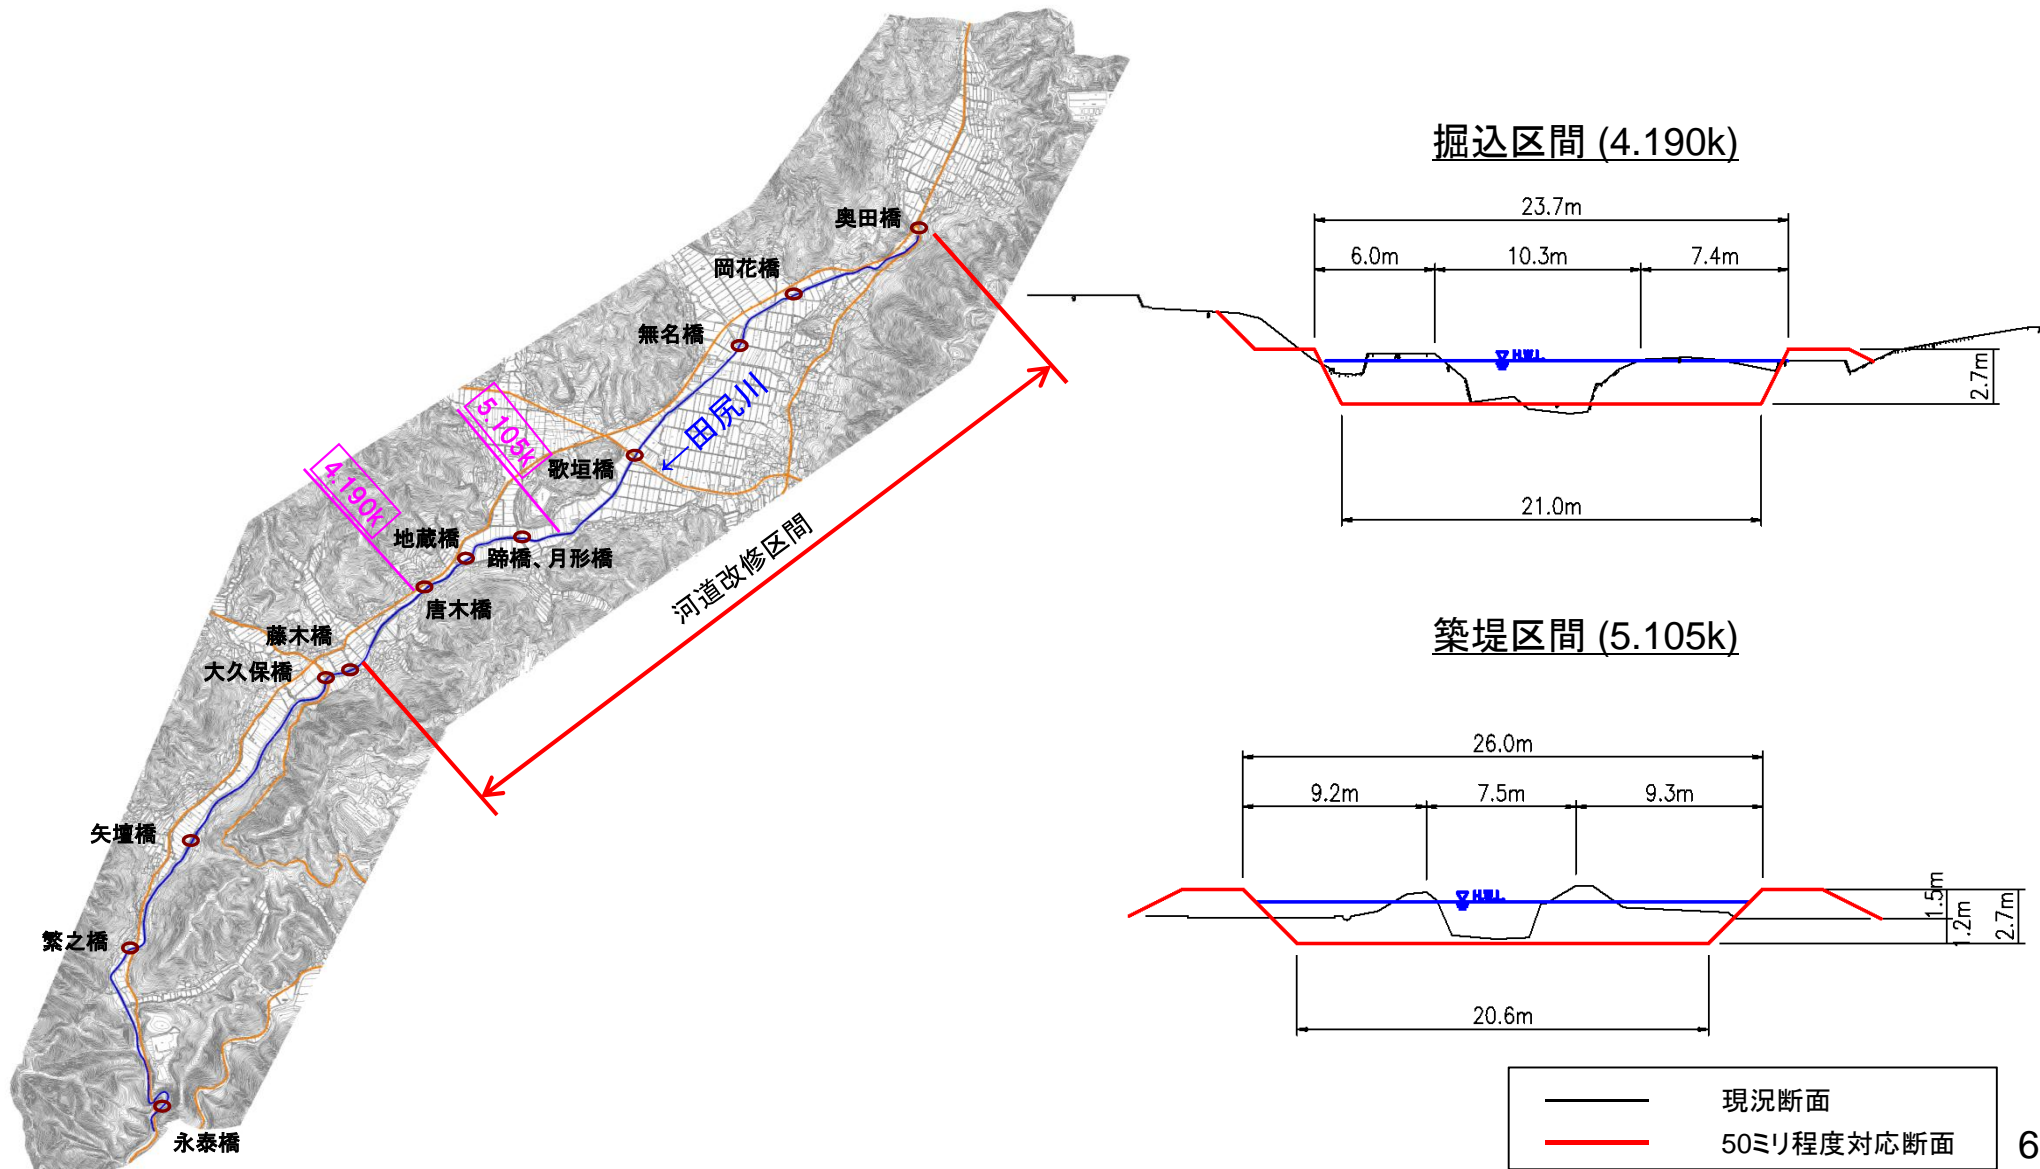 奥田橋
岡花橋
無名橋
5.105k
田尻川
歌垣橋
4.190k
地蔵橋
蹄橋、月形橋
唐木橋
河道改修区間
藤木橋
大久保橋
矢壇橋
繁之橋
永泰橋
掘込区間 (4.190k)
23.7m
6.0m
10.3m
7.4m
H.W.L.
2.7m
21.0m
築堤区間 (5.105k)
26.0m
9.2m
7.5m
9.3m
H.W.L.
1.5m
1.2m
2.7m
20.6m
現況断面
50ミリ程度対応断面
6